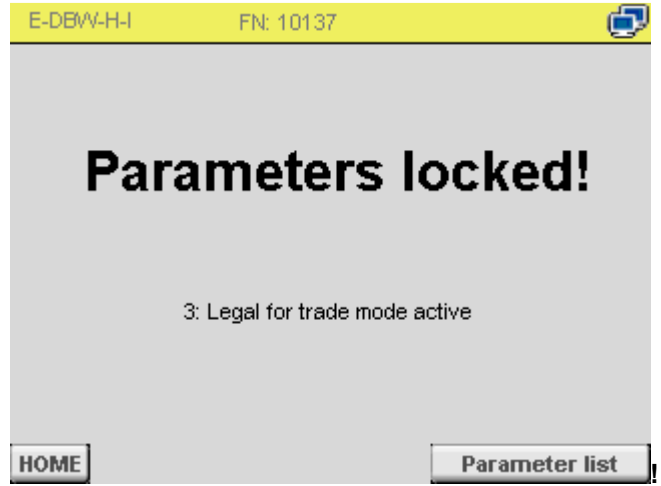 E-DBW-H-I FN: 10137
Parameters locked!
3: Legal for trade mode active
HOME Parameter list !